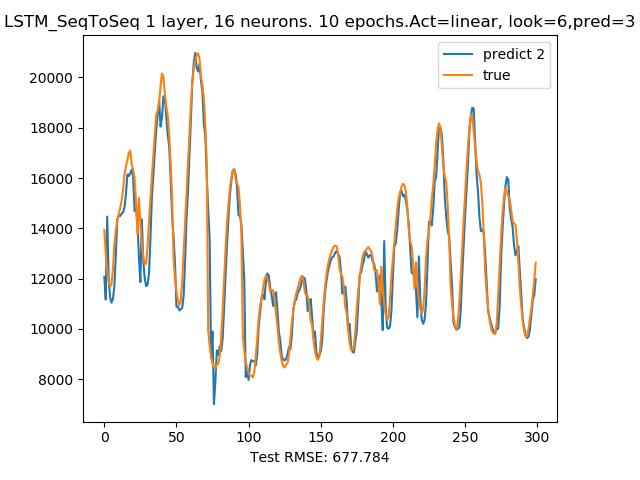 LSTM_SeqToSeq 1 layer, 16 neurons. 10 epochs.Act=linear, look=6,pred=3
predict 2
true
20000
18000
16000
14000
12000
10000
8000
0 50 100 150 200 250 300
Test RMSE: 677.784